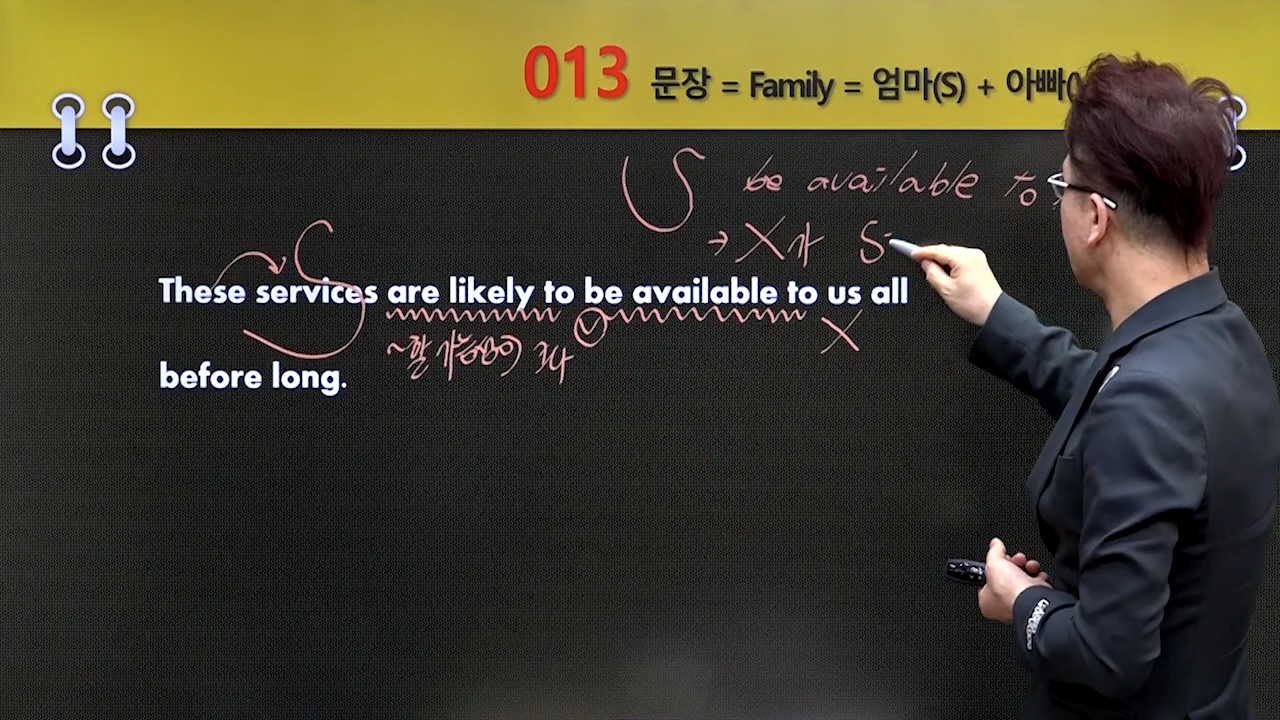 013 문장 = Family = 엄마(S) + 아빠(
S be available to
→ X가 S
These services are likely to be available to us all
~할 가능성이 크다
X
before long.